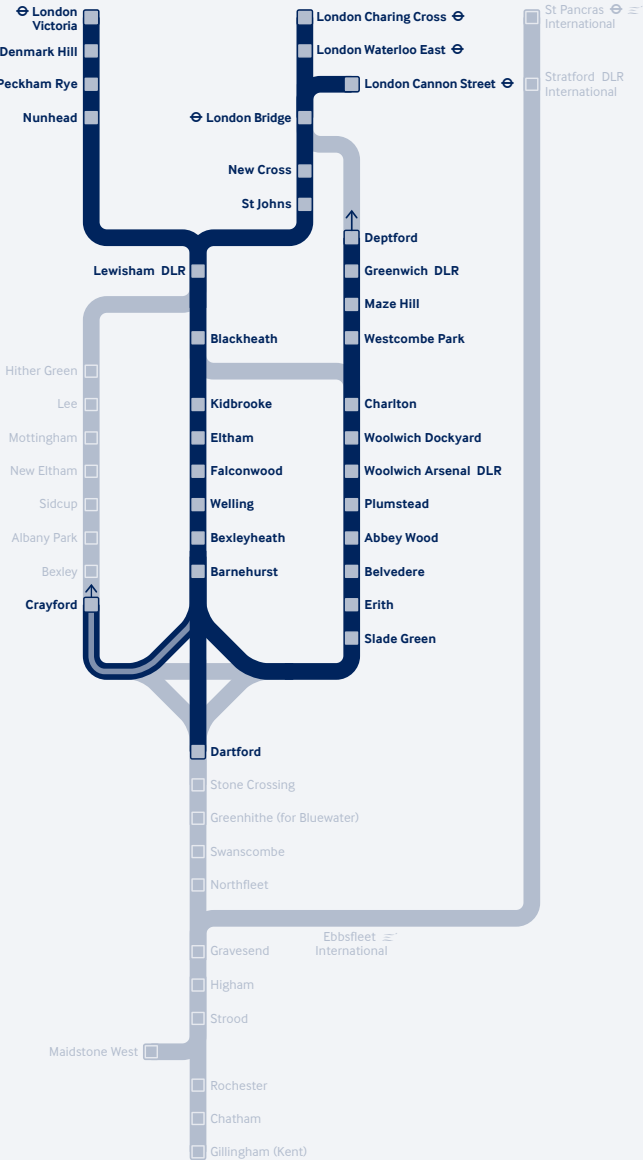 London
Victoria
Denmark Hill
Peckham Rye
Nunhead
London Charing Cross
London Waterloo East
London Cannon Street
London Bridge
New Cross
St Johns
St Pancras
International
Stratford DLR
International
Lewisham DLR
Blackheath
Kidbrooke
Eltham
Falconwood
Welling
Bexleyheath
Barnehurst
Deptford
Greenwich DLR
Maze Hill
Westcombe Park
Charlton
Woolwich Dockyard
Woolwich Arsenal DLR
Plumstead
Abbey Wood
Belvedere
Erith
Slade Green
Hither Green
Lee
Mottingham
New Eltham
Sidcup
Albany Park
Bexley
Crayford
Dartford
Stone Crossing
Greenhithe (for Bluewater)
Swanscombe
Northfleet
Ebbsfleet
International
Gravesend
Higham
Strood
Maidstone West
Rochester
Chatham
Gillingham (Kent)